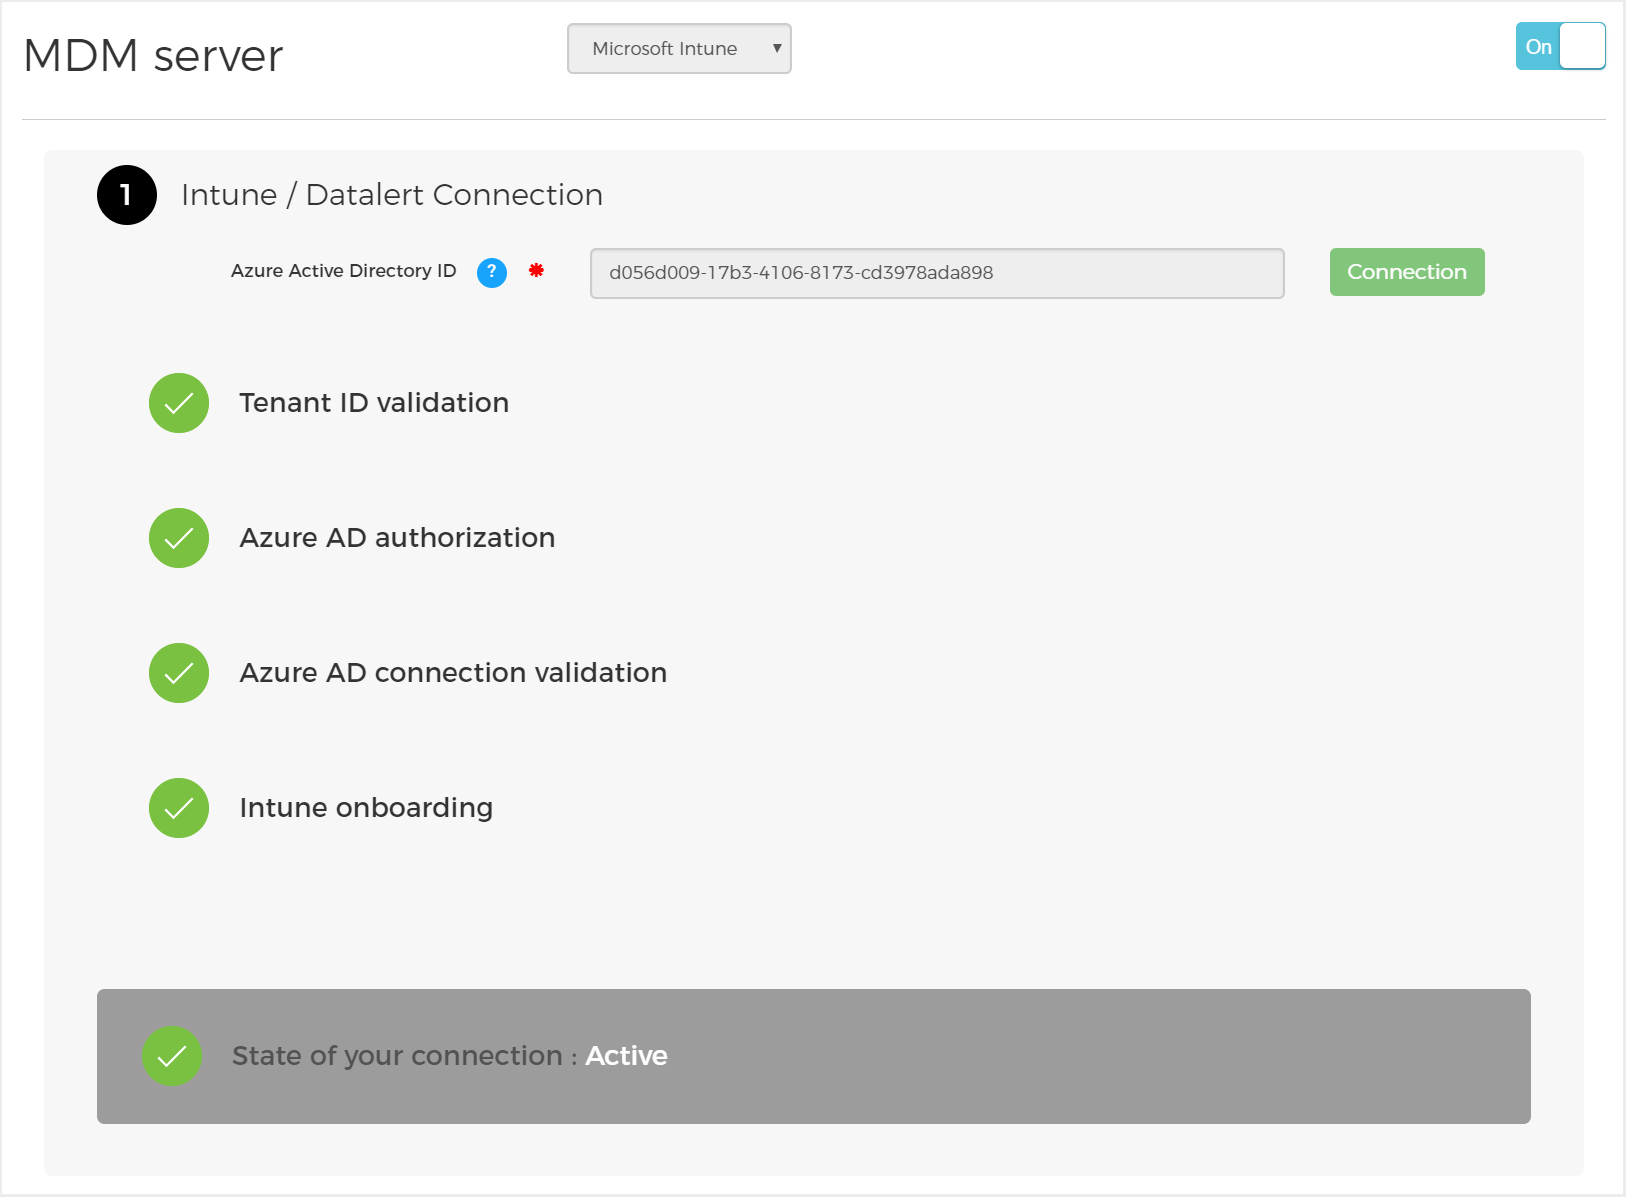 MDM server
Microsoft Intune
On
1
Intune / Datalert Connection
Azure Active Directory ID ? *
d056d009-17b3-4106-8173-cd3978ada898
Connection
Tenant ID validation
Azure AD authorization
Azure AD connection validation
Intune onboarding
State of your connection : Active